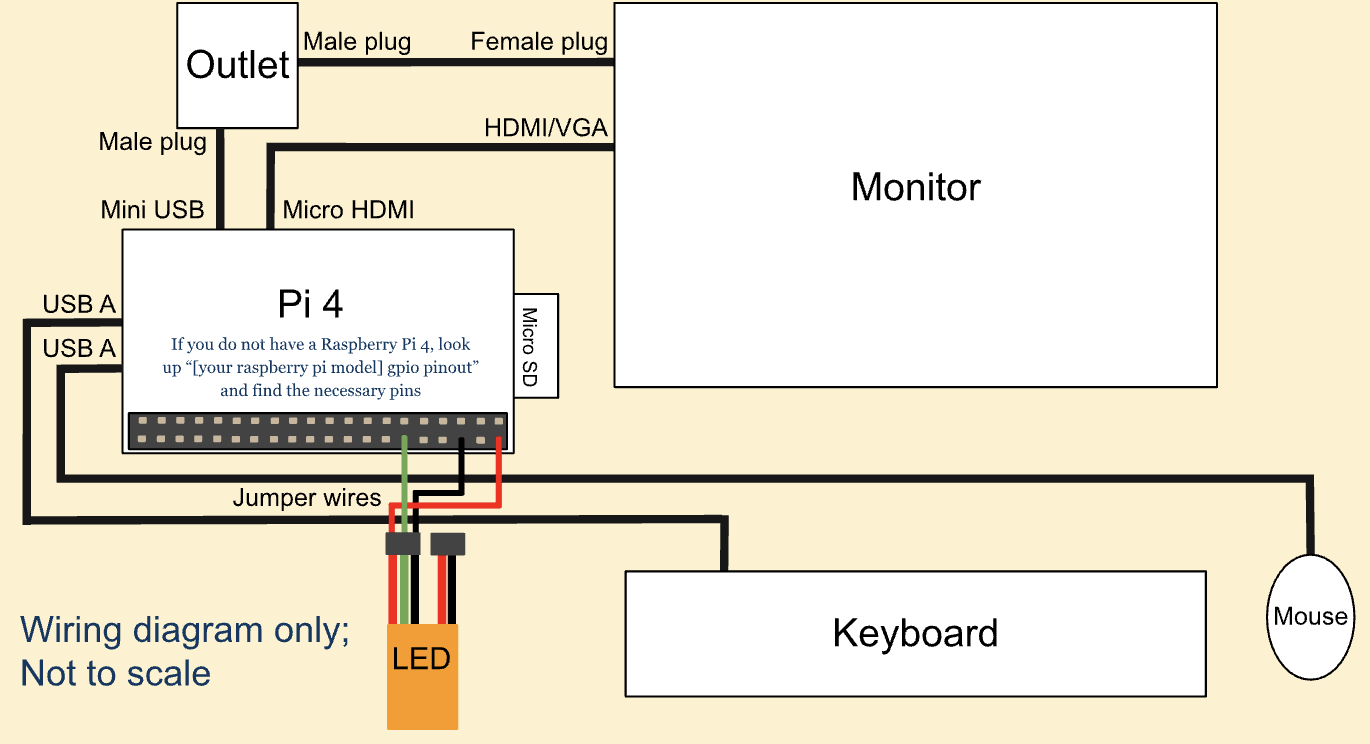 Outlet
Male plug
Female plug
Male plug
HDMI/VGA
Monitor
Mini USB
Micro HDMI
USB A
USB A
Pi 4
If you do not have a Raspberry Pi 4, look
up “[your raspberry pi model] gpio pinout”
and find the necessary pins
Micro SD
Jumper wires
Wiring diagram only;
Not to scale
LED
Keyboard
Mouse